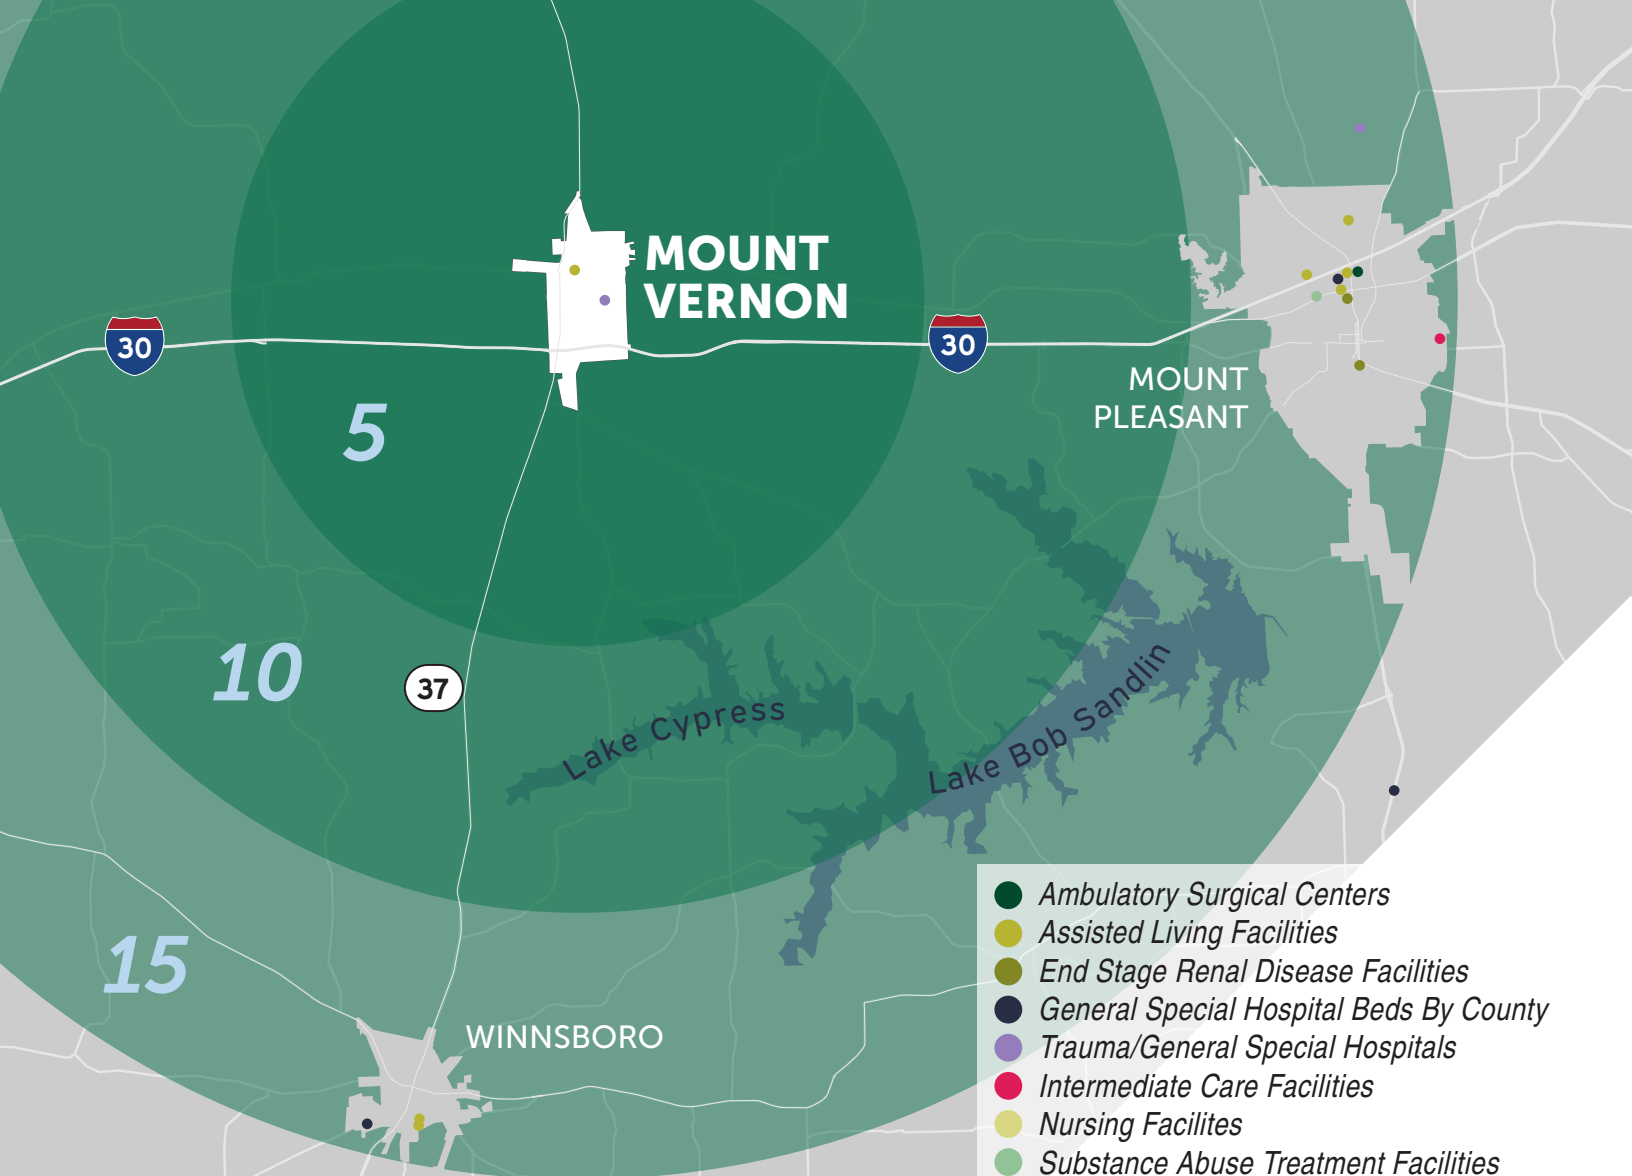 MOUNT
VERNON
30
30
MOUNT
PLEASANT
5
10
37
Lake Cypress
Lake Bob Sandlin
15
WINNSBORO
Ambulatory Surgical Centers
Assisted Living Facilities
End Stage Renal Disease Facilities
General Special Hospital Beds By County
Trauma/General Special Hospitals
Intermediate Care Facilities
Nursing Facilites
Substance Abuse Treatment Facilities